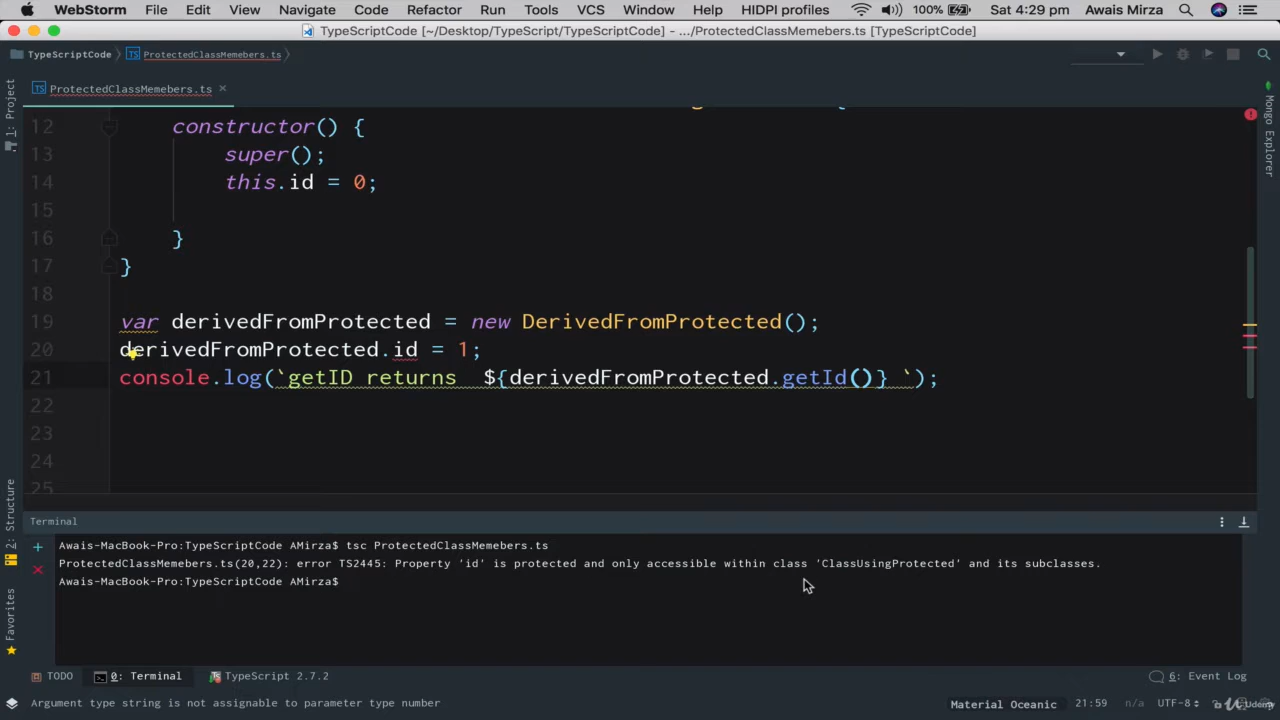 WebStorm File Edit View Navigate Code Refactor Run Tools VCS Window Help HIDPI profiles 100% Sat 4:29 pm Awais Mirza
TypeScriptCode [~/Desktop/TypeScript/TypeScriptCode] - .../ProtectedClassMemebers.ts [TypeScriptCode]
TypeScriptCode ProtectedClassMemebers.ts
1: Project
ProtectedClassMemebers.ts
Mongo Explorer
12 constructor() {
13 super();
14 this.id = 0;
15
16 }
17 }
18
19 var derivedFromProtected = new DerivedFromProtected();
20 derivedFromProtected.id = 1;
21 console.log(`getID returns  ${derivedFromProtected.getId()} `);
22
23
24
25
2: Structure
Favorites
Terminal
Awais-MacBook-Pro:TypeScriptCode AMirza$ tsc ProtectedClassMemebers.ts
ProtectedClassMemebers.ts(20,22): error TS2445: Property 'id' is protected and only accessible within class 'ClassUsingProtected' and its subclasses.
Awais-MacBook-Pro:TypeScriptCode AMirza$
TODO 0: Terminal TypeScript 2.7.2 6: Event Log
Argument type string is not assignable to parameter type number Material Oceanic 21:59 n/a UTF-8 Udemy